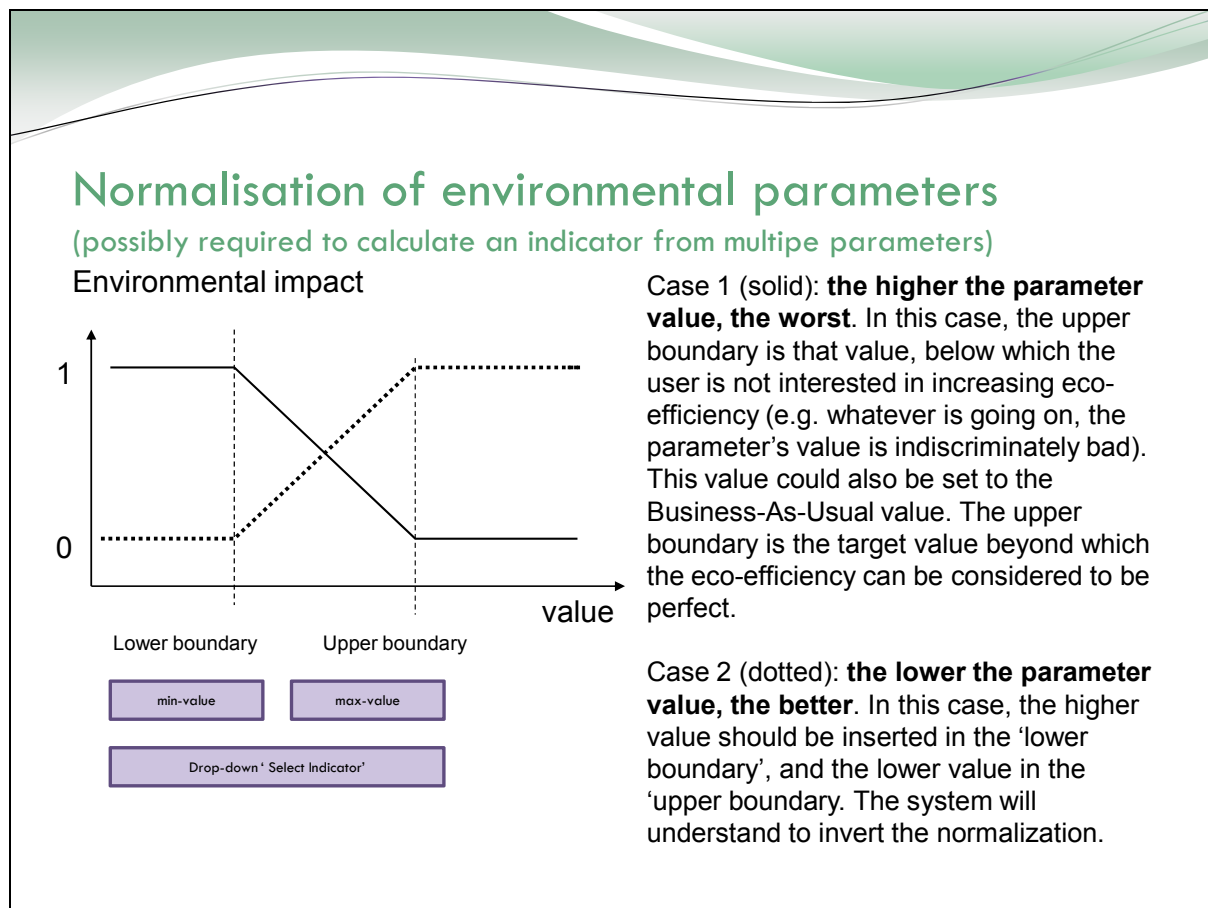 Normalisation of environmental parameters
(possibly required to calculate an indicator from multipe parameters)
Environmental impact
1
0
value
Lower boundary
Upper boundary
min-value
max-value
Drop-down ‘ Select Indicator’
Case 1 (solid): the higher the parameter
value, the worst. In this case, the upper
boundary is that value, below which the
user is not interested in increasing eco-
efficiency (e.g. whatever is going on, the
parameter’s value is indiscriminately bad).
This value could also be set to the
Business-As-Usual value. The upper
boundary is the target value beyond which
the eco-efficiency can be considered to be
perfect.
Case 2 (dotted): the lower the parameter
value, the better. In this case, the higher
value should be inserted in the ‘lower
boundary’, and the lower value in the
‘upper boundary. The system will
understand to invert the normalization.